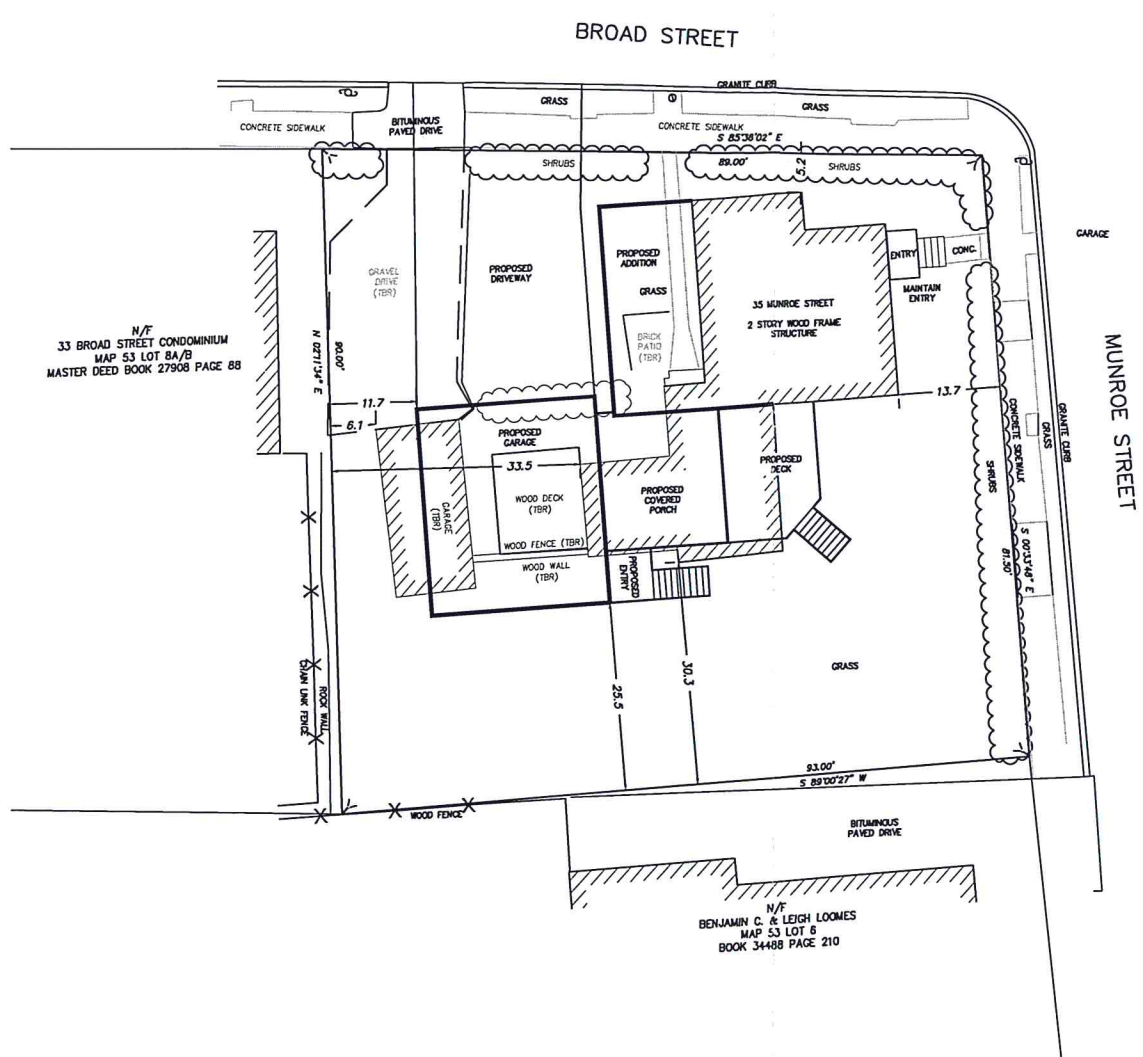 BROAD STREET
GRANITE CURB
GRASS
GRASS
CONCRETE SIDEWALK
BITUMINOUS
PAVED DRIVE
CONCRETE SIDEWALK
S 85°38'02" E
89.00'
SHRUBS
5.2
SHRUBS
GARAGE
PROPOSED
ADDITION
GRASS
PROPOSED
DRIVEWAY
GRAVEL
DRIVE
(TBR)
ENTRY
CONC.
MAINTAIN
ENTRY
35 MUNROE STREET
2 STORY WOOD FRAME
STRUCTURE
BRICK
PATIO
(TBR)
N/F
33 BROAD STREET CONDOMINIUM
MAP 53 LOT 8A/B
MASTER DEED BOOK 27908 PAGE 88
N 02°11'34" E
90.00'
MUNROE STREET
11.7
6.1
13.7
PROPOSED
GARAGE
33.5
WOOD DECK
(TBR)
GARAGE
(TBR)
WOOD FENCE (TBR)
WOOD WALL
(TBR)
PROPOSED
COVERED
PORCH
PROPOSED
DECK
PROPOSED
ENTRY
SHRUBS
CONCRETE SIDEWALK
GRASS
GRANITE CURB
S 00°33'48" E
81.50'
GRASS
25.5
30.3
CHAIN LINK FENCE
ROCK WALL
93.00'
S 89°00'27" W
WOOD FENCE
BITUMINOUS
PAVED DRIVE
N/F
BENJAMIN C. & LEIGH LOOMES
MAP 53 LOT 6
BOOK 34488 PAGE 210